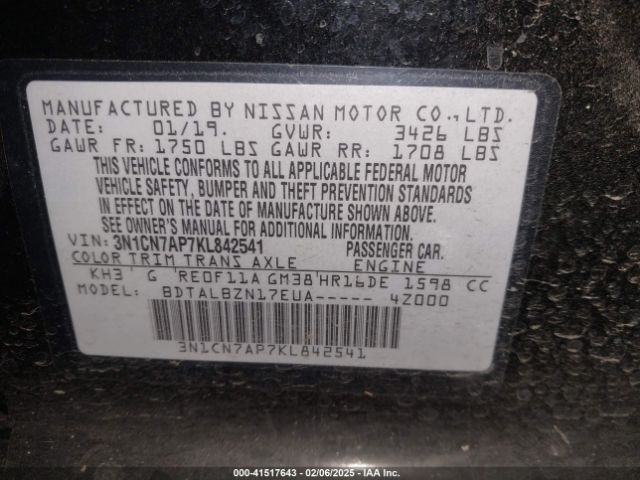 MANUFACTURED BY NISSAN MOTOR CO., LTD.
DATE: 01/19. GVWR: 3426 LBS
GAWR FR: 1750 LBS GAWR RR: 1708 LBS
THIS VEHICLE CONFORMS TO ALL APPLICABLE FEDERAL MOTOR
VEHICLE SAFETY, BUMPER AND THEFT PREVENTION STANDARDS
IN EFFECT ON THE DATE OF MANUFACTURE SHOWN ABOVE.
SEE OWNER'S MANUAL FOR ADDITIONAL INFORMATION.
VIN: 3N1CN7AP7KL842541 PASSENGER CAR.
COLOR TRIM TRANS AXLE ENGINE
KH3 G RE0F11A GM38 HR16DE 1598 CC
MODEL: BDTALBZN17EUA----- 4Z000
3N1CN7AP7KL842541
000-41517643 / 02/06/2025 / IAAI.COM